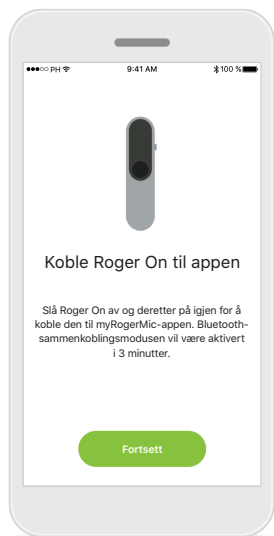 PH 9:41 AM 100 %
Koble Roger On til appen
Slå Roger On av og deretter på igjen for å
koble den til myRogerMic-appen. Bluetooth-
sammenkoblingsmodusen vil være aktivert
i 3 minutter.
Fortsett